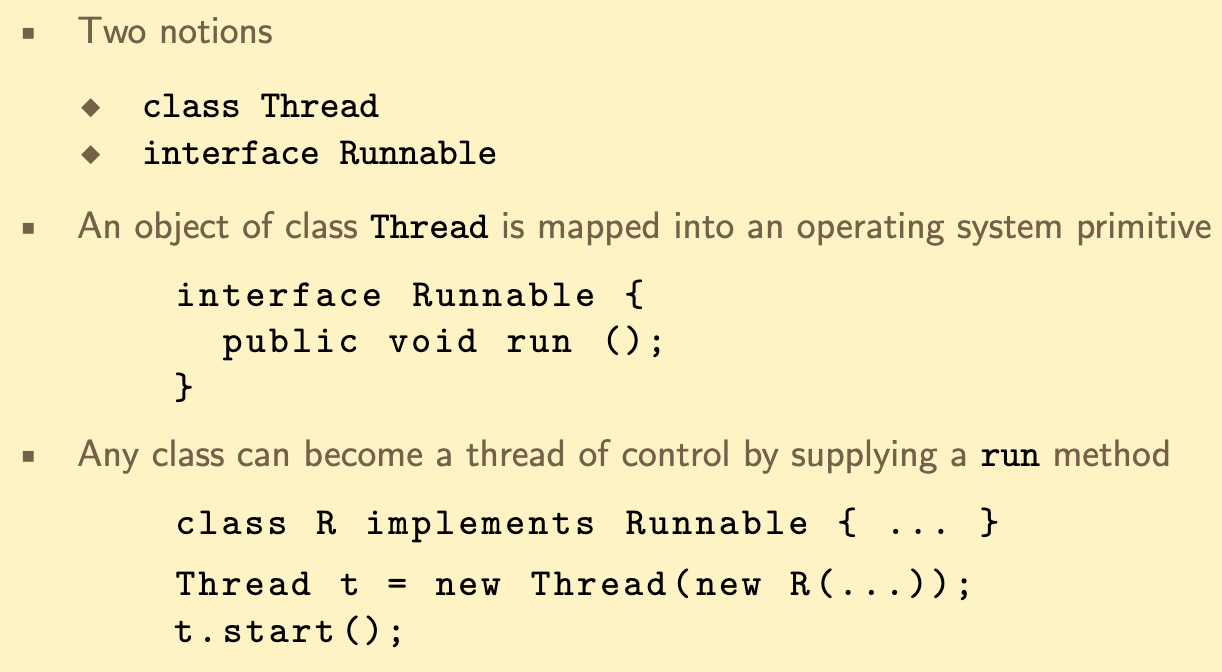 ▪ Two notions
◆ class Thread
◆ interface Runnable
▪ An object of class Thread is mapped into an operating system primitive
interface Runnable {
  public void run ();
}
▪ Any class can become a thread of control by supplying a run method
class R implements Runnable { ... }
Thread t = new Thread(new R(...));
t.start();